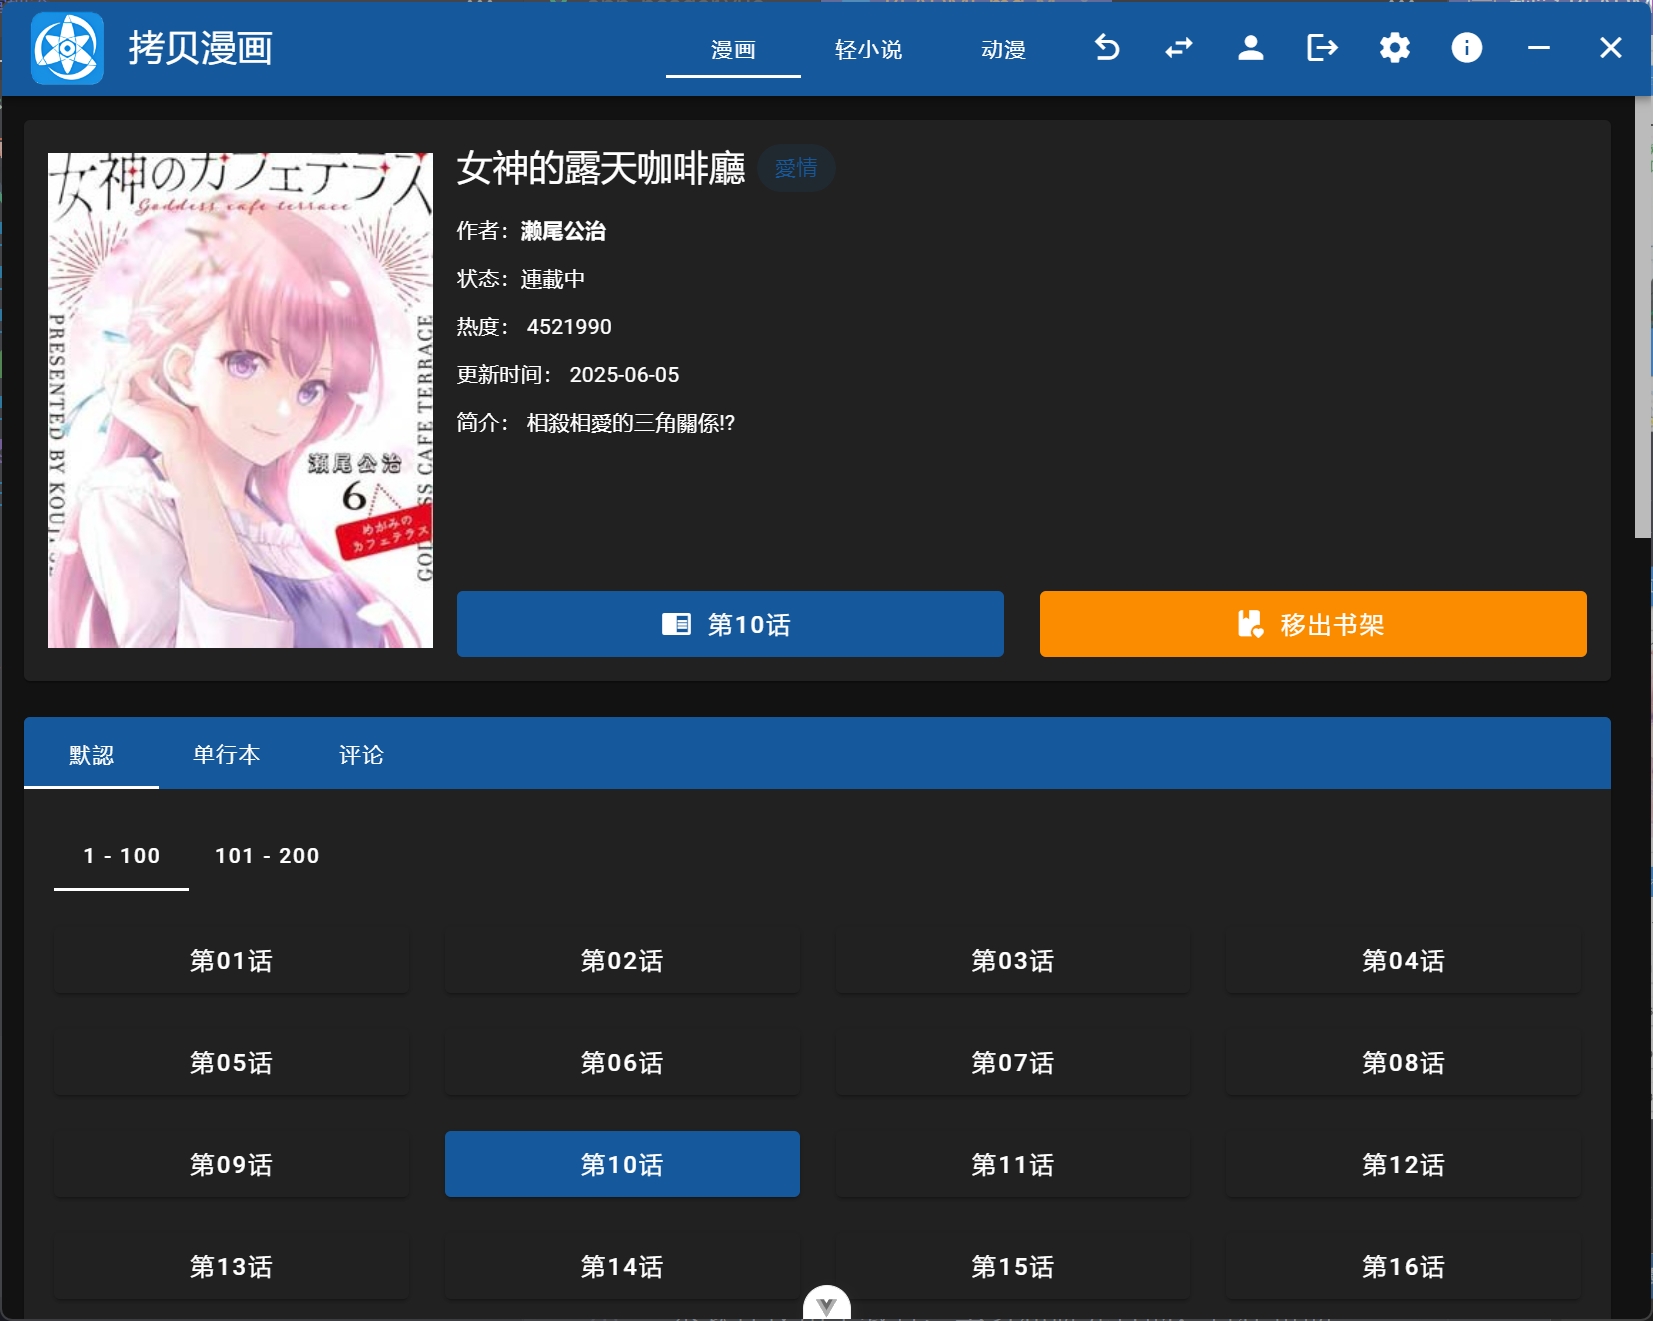 拷贝漫画
漫画 轻小说 动漫
女神のカフェテラス
Goddess cafe terrace
PRESENTED BY KOUJ
GODDESS CAFE TERRACE
瀬尾公治
6
めがみの
カフェテラス
女神的露天咖啡廳 愛情
作者：瀬尾公治
状态：連載中
热度： 4521990
更新时间： 2025-06-05
简介： 相殺相愛的三角關係!?
第10话 移出书架
默認 单行本 评论
1 - 100 101 - 200
第01话 第02话 第03话 第04话
第05话 第06话 第07话 第08话
第09话 第10话 第11话 第12话
第13话 第14话 第15话 第16话